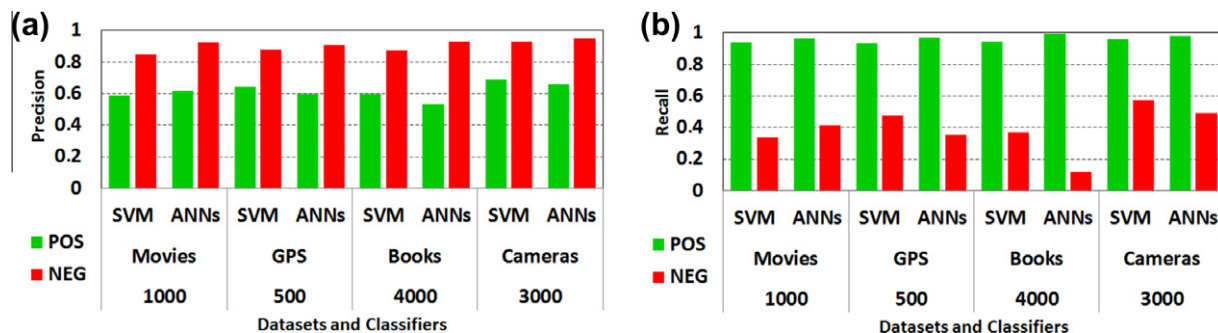 (a)
1
0.8
0.6
0.4
0.2
0
Precision
SVM ANNs SVM ANNs SVM ANNs SVM ANNs
POS
NEG
Movies GPS Books Cameras
1000 500 4000 3000
Datasets and Classifiers
(b)
1
0.8
0.6
0.4
0.2
0
Recall
SVM ANNs SVM ANNs SVM ANNs SVM ANNs
POS
NEG
Movies GPS Books Cameras
1000 500 4000 3000
Datasets and Classifiers